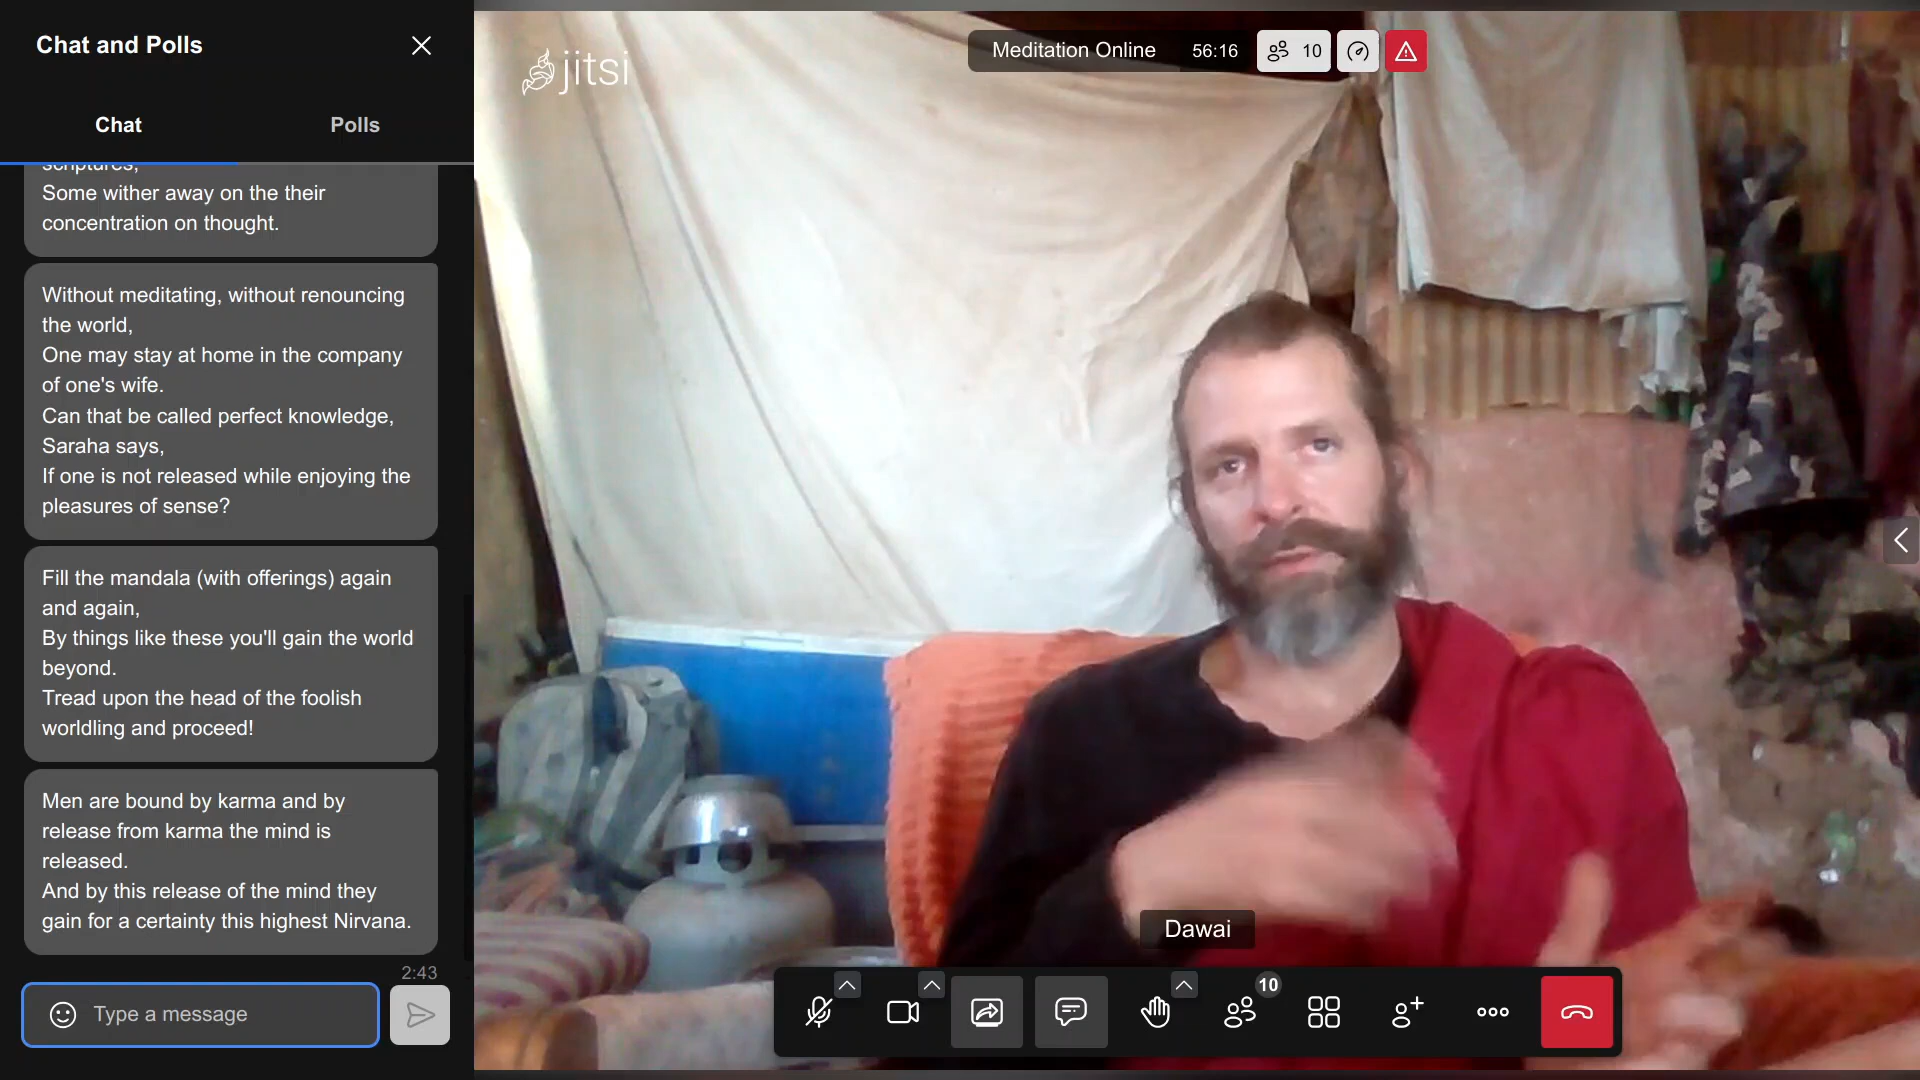 Chat and Polls
Chat
Polls
scriptures,
Some wither away on the their
concentration on thought.
Without meditating, without renouncing
the world,
One may stay at home in the company
of one's wife.
Can that be called perfect knowledge,
Saraha says,
If one is not released while enjoying the
pleasures of sense?
Fill the mandala (with offerings) again
and again,
By things like these you'll gain the world
beyond.
Tread upon the head of the foolish
worldling and proceed!
Men are bound by karma and by
release from karma the mind is
released.
And by this release of the mind they
gain for a certainty this highest Nirvana.
2:43
Type a message
jitsi
Meditation Online
56:16
10
Dawai
10